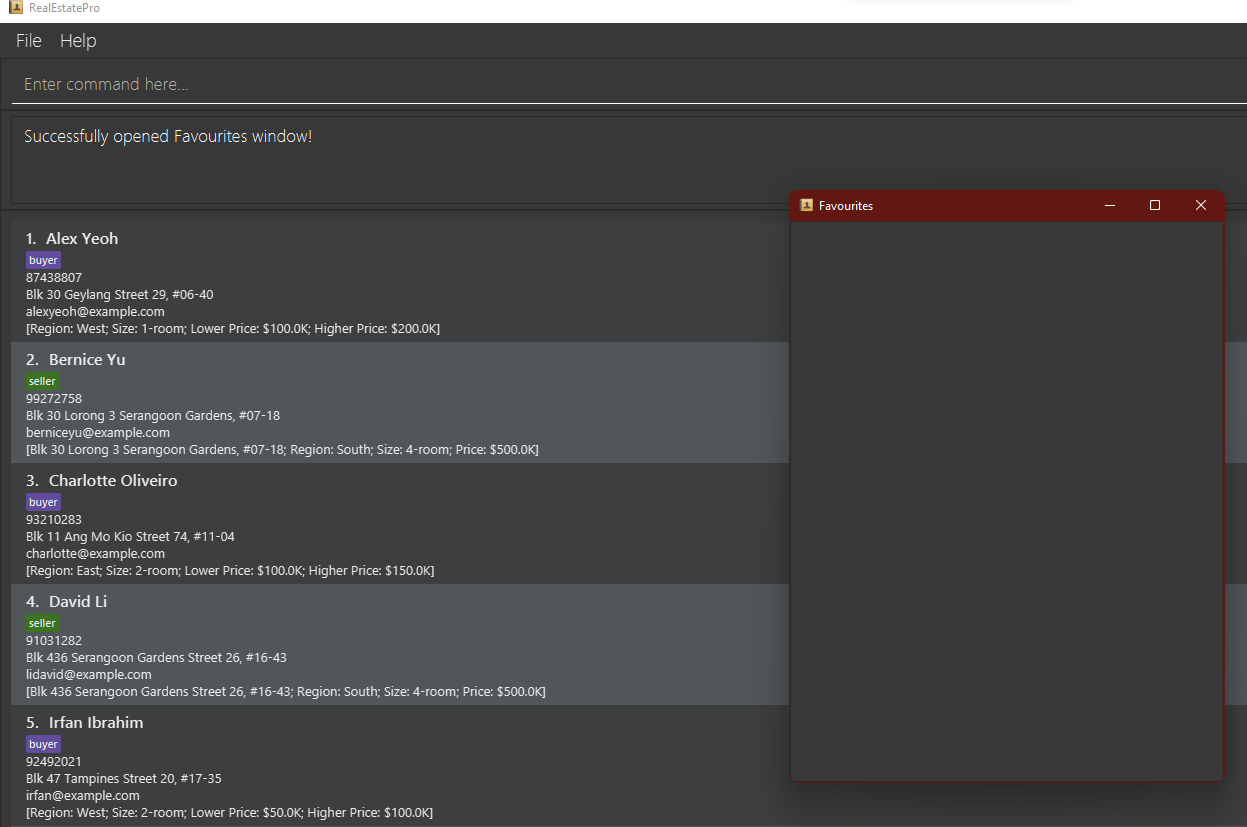 RealEstatePro
File Help
Enter command here...
Successfully opened Favourites window!
Favourites
1. Alex Yeoh
buyer
87438807
Blk 30 Geylang Street 29, #06-40
alexyeoh@example.com
[Region: West; Size: 1-room; Lower Price: $100.0K; Higher Price: $200.0K]
2. Bernice Yu
seller
99272758
Blk 30 Lorong 3 Serangoon Gardens, #07-18
berniceyu@example.com
[Blk 30 Lorong 3 Serangoon Gardens, #07-18; Region: South; Size: 4-room; Price: $500.0K]
3. Charlotte Oliveiro
buyer
93210283
Blk 11 Ang Mo Kio Street 74, #11-04
charlotte@example.com
[Region: East; Size: 2-room; Lower Price: $100.0K; Higher Price: $150.0K]
4. David Li
seller
91031282
Blk 436 Serangoon Gardens Street 26, #16-43
lidavid@example.com
[Blk 436 Serangoon Gardens Street 26, #16-43; Region: South; Size: 4-room; Price: $500.0K]
5. Irfan Ibrahim
buyer
92492021
Blk 47 Tampines Street 20, #17-35
irfan@example.com
[Region: West; Size: 2-room; Lower Price: $50.0K; Higher Price: $100.0K]